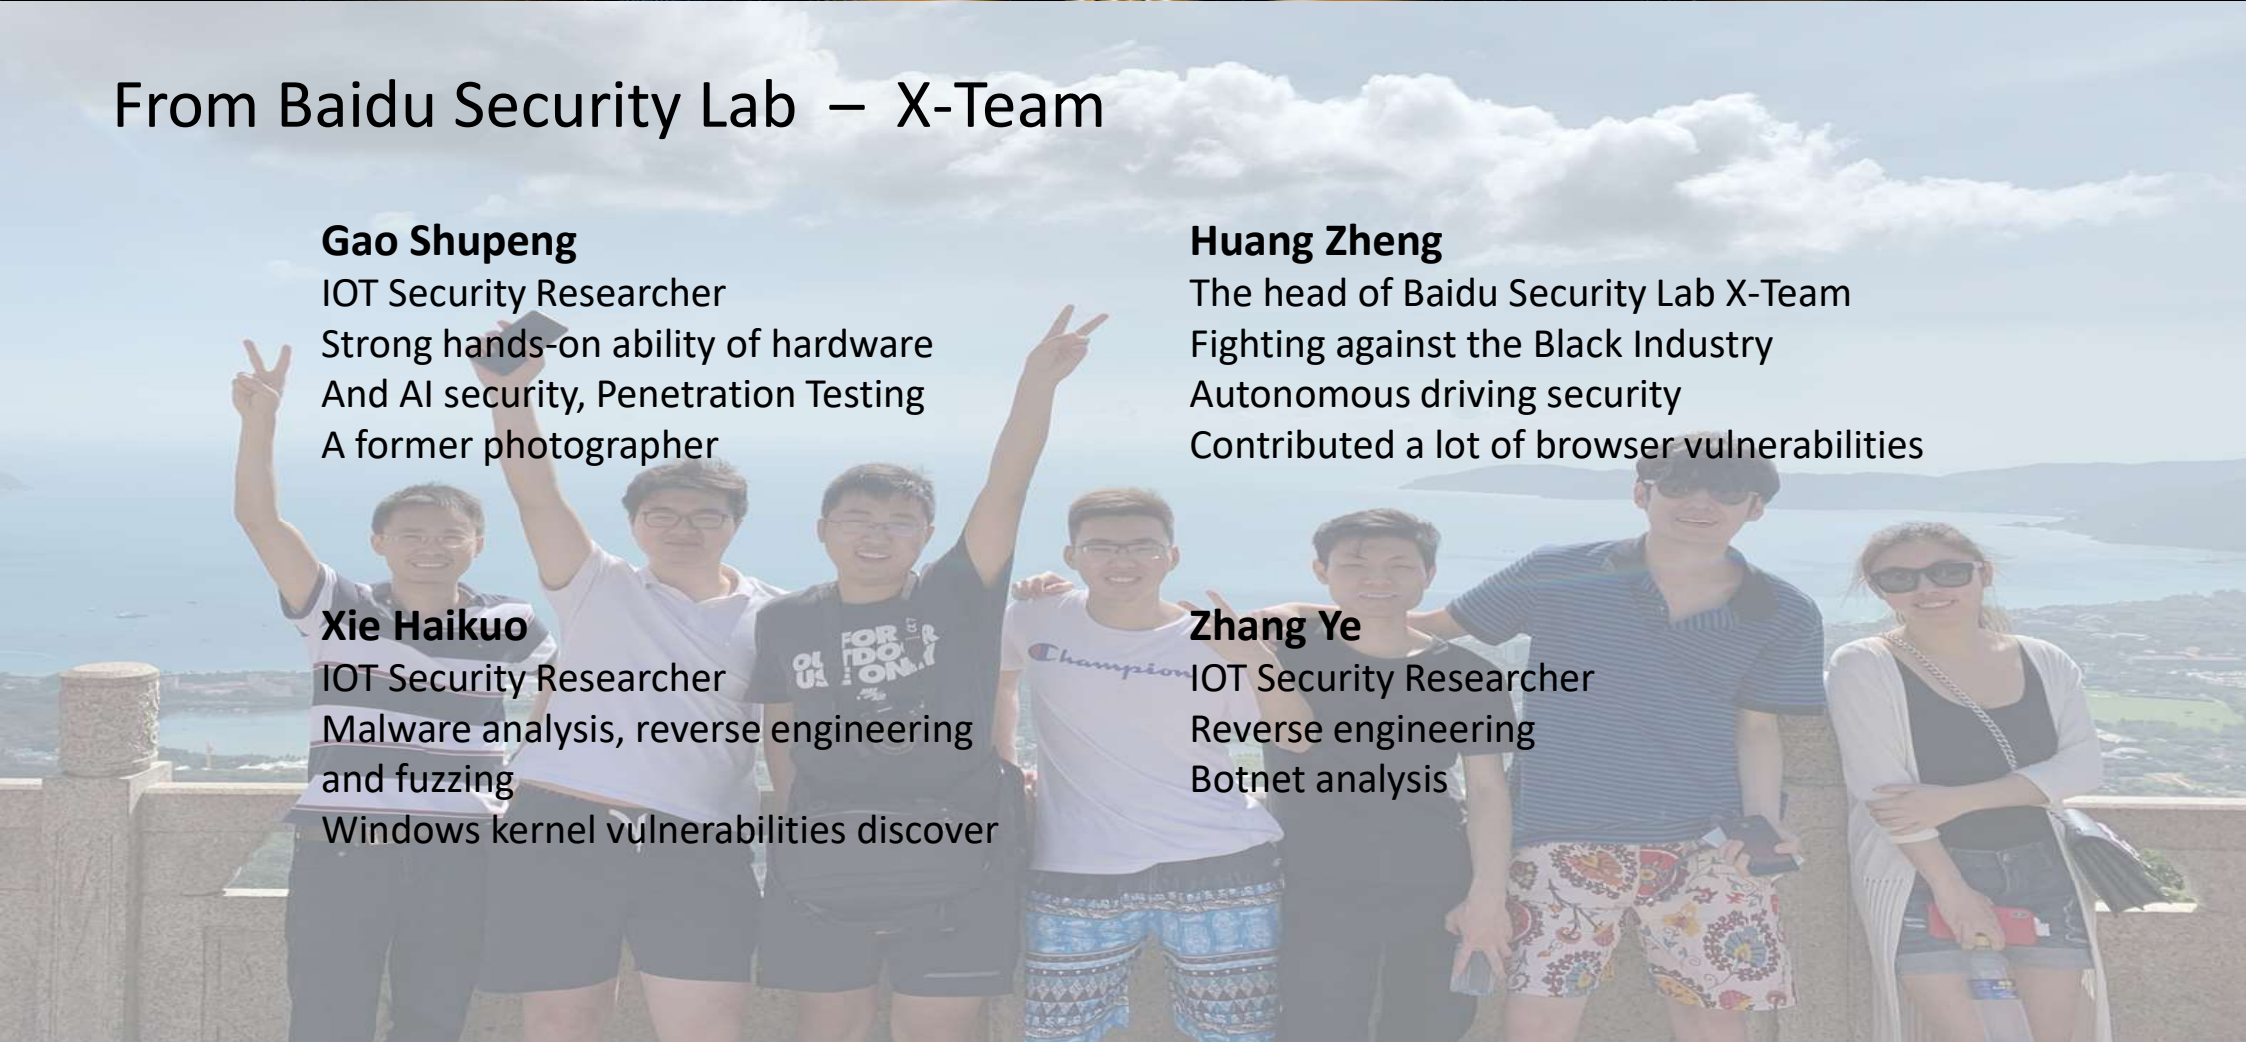 From Baidu Security Lab – X-Team
Gao Shupeng
IOT Security Researcher
Strong hands-on ability of hardware
And AI security, Penetration Testing
A former photographer
Huang Zheng
The head of Baidu Security Lab X-Team
Fighting against the Black Industry
Autonomous driving security
Contributed a lot of browser vulnerabilities
Xie Haikuo
IOT Security Researcher
Malware analysis, reverse engineering
and fuzzing
Windows kernel vulnerabilities discover
Zhang Ye
IOT Security Researcher
Reverse engineering
Botnet analysis
FOR
Champion